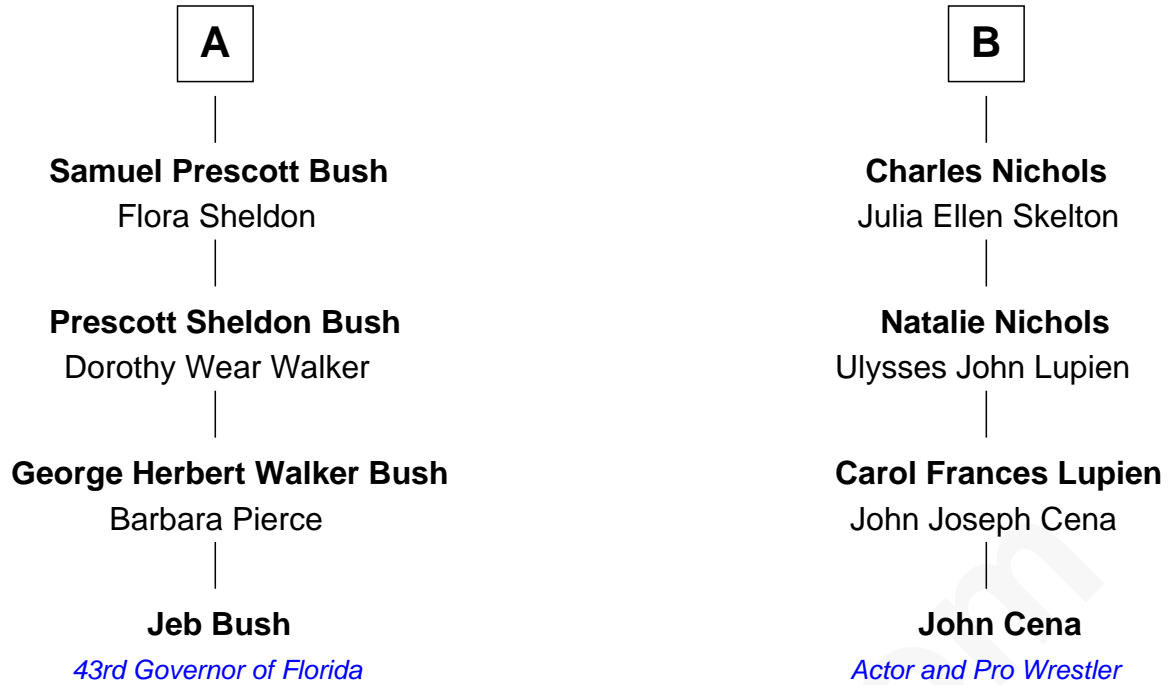 A
Samuel Prescott Bush
Flora Sheldon
Prescott Sheldon Bush
Dorothy Wear Walker
George Herbert Walker Bush
Barbara Pierce
Jeb Bush
43rd Governor of Florida
B
Charles Nichols
Julia Ellen Skelton
Natalie Nichols
Ulysses John Lupien
Carol Frances Lupien
John Joseph Cena
John Cena
Actor and Pro Wrestler